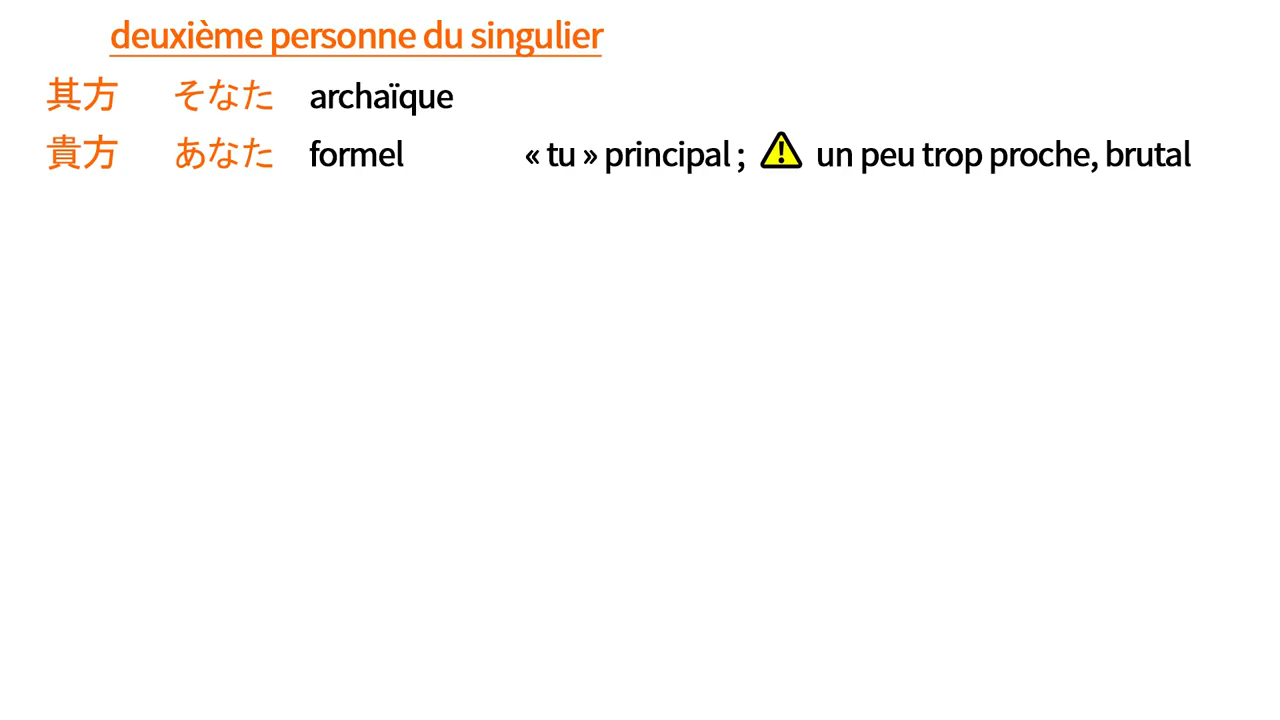 deuxième personne du singulier
其方 そなた archaïque
貴方 あなた formel « tu » principal ; ⚠ un peu trop proche, brutal